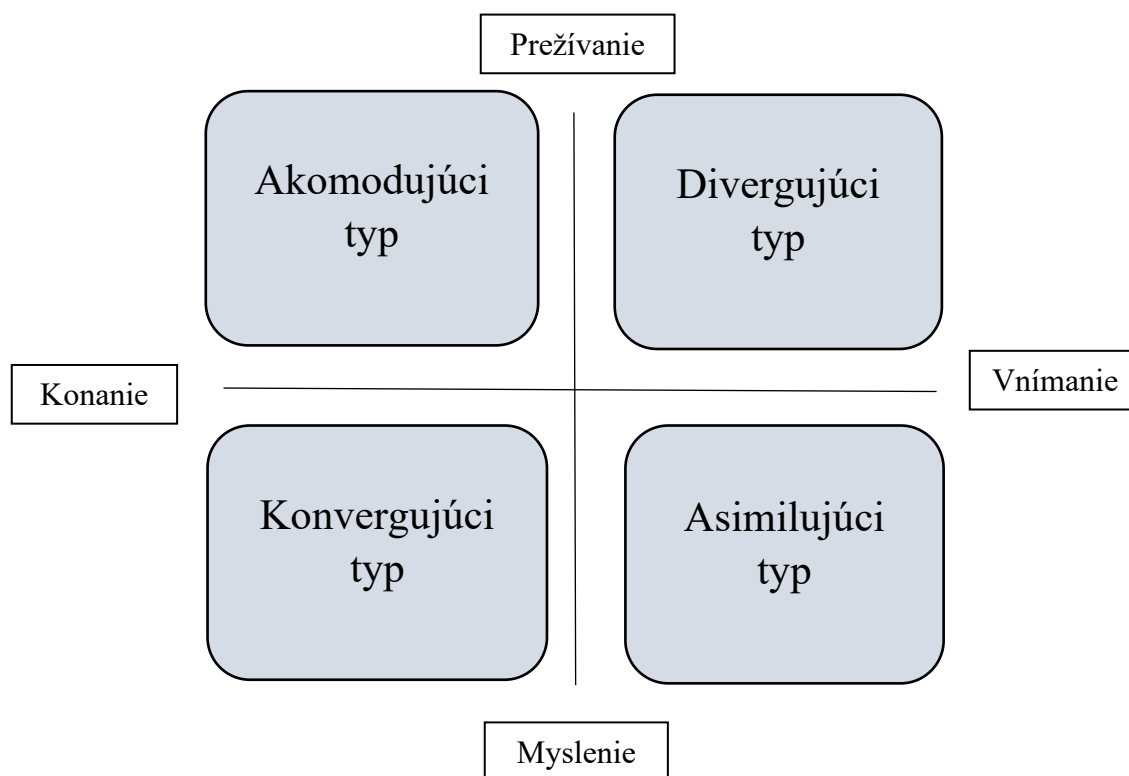 Prežívanie
Akomodujúci
typ
Divergujúci
typ
Konanie
Vnímanie
Konvergujúci
typ
Asimilujúci
typ
Myslenie